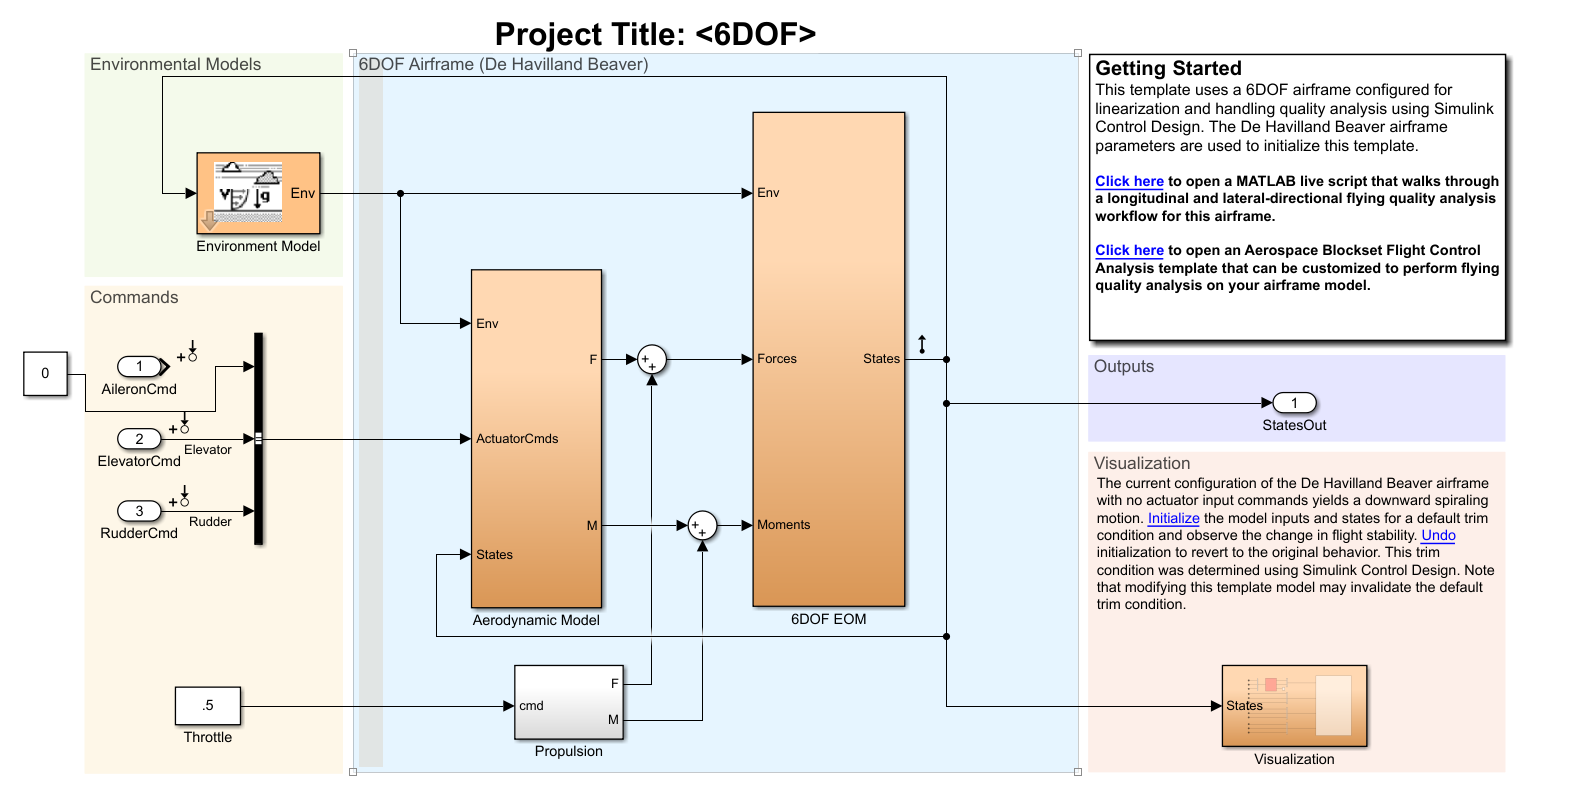 Project Title: <6DOF>
Environmental Models
Env
Environment Model
Commands
0
1
AileronCmd
2
ElevatorCmd
Elevator
3
RudderCmd
Rudder
.5
Throttle
6DOF Airframe (De Havilland Beaver)
Env
F
ActuatorCmds
M
States
Aerodynamic Model
Env
Forces
States
Moments
6DOF EOM
F
cmd
M
Propulsion
Getting Started
This template uses a 6DOF airframe configured for
linearization and handling quality analysis using Simulink
Control Design. The De Havilland Beaver airframe
parameters are used to initialize this template.
Click here to open a MATLAB live script that walks through
a longitudinal and lateral-directional flying quality analysis
workflow for this airframe.
Click here to open an Aerospace Blockset Flight Control
Analysis template that can be customized to perform flying
quality analysis on your airframe model.
Outputs
1
StatesOut
Visualization
The current configuration of the De Havilland Beaver airframe
with no actuator input commands yields a downward spiraling
motion. Initialize the model inputs and states for a default trim
condition and observe the change in flight stability. Undo
initialization to revert to the original behavior. This trim
condition was determined using Simulink Control Design. Note
that modifying this template model may invalidate the default
trim condition.
States
Visualization